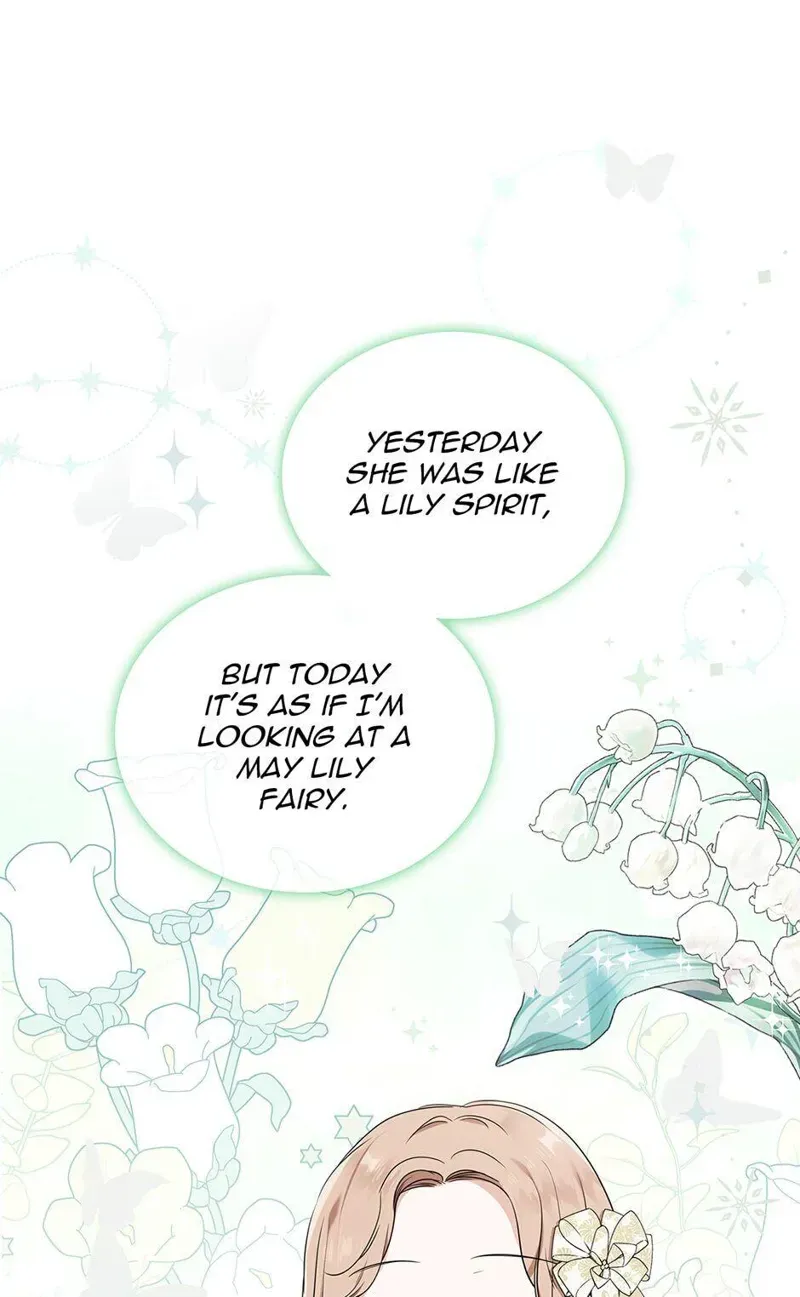 YESTERDAY
SHE WAS LIKE
A LILY SPIRIT,
BUT TODAY
IT'S AS IF I'M
LOOKING AT A
MAY LILY
FAIRY.